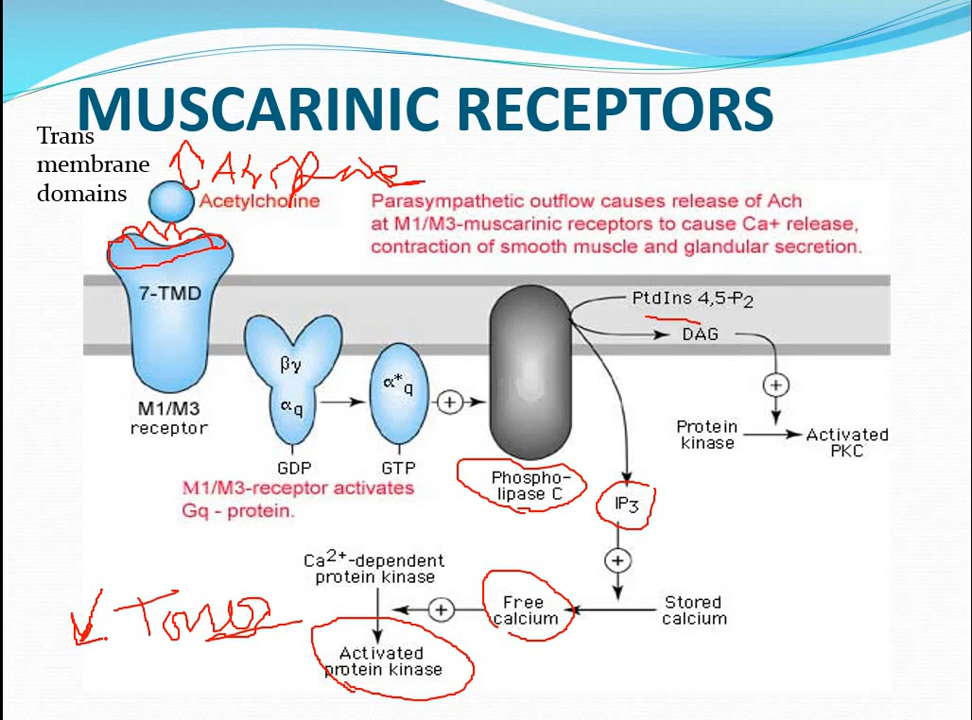 MUSCARINIC RECEPTORS
Trans
membrane
domains
↑ Atropine
Acetylcholine
Parasympathetic outflow causes release of Ach
at M1/M3-muscarinic receptors to cause Ca+ release,
contraction of smooth muscle and glandular secretion.
7-TMD
PtdIns 4,5-P2
DAG
βγ
αq
α*q
+
+
M1/M3
receptor
GDP
GTP
Protein
kinase
Activated
PKC
M1/M3-receptor activates
Gq - protein.
Phospho-
lipase C
IP3
+
Ca2+-dependent
protein kinase
+
Free
calcium
Stored
calcium
↓ Tone
Activated
protein kinase